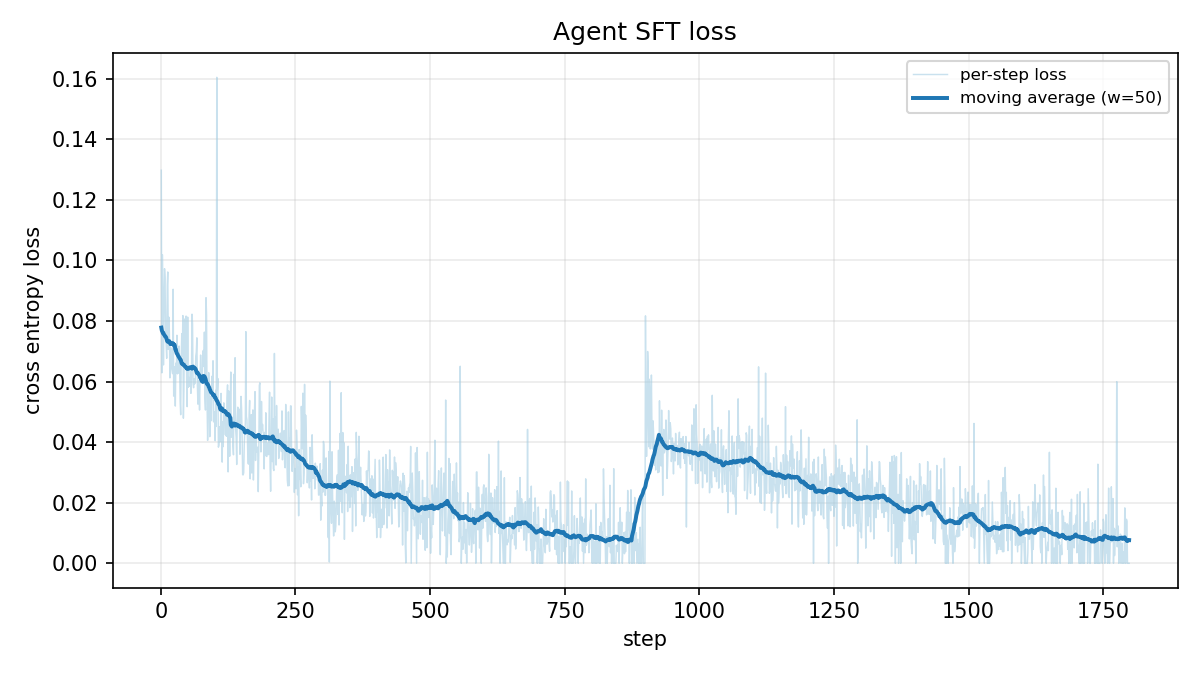 Agent SFT loss
per-step loss
moving average (w=50)
cross entropy loss
0.16
0.14
0.12
0.10
0.08
0.06
0.04
0.02
0.00
0 250 500 750 1000 1250 1500 1750
step